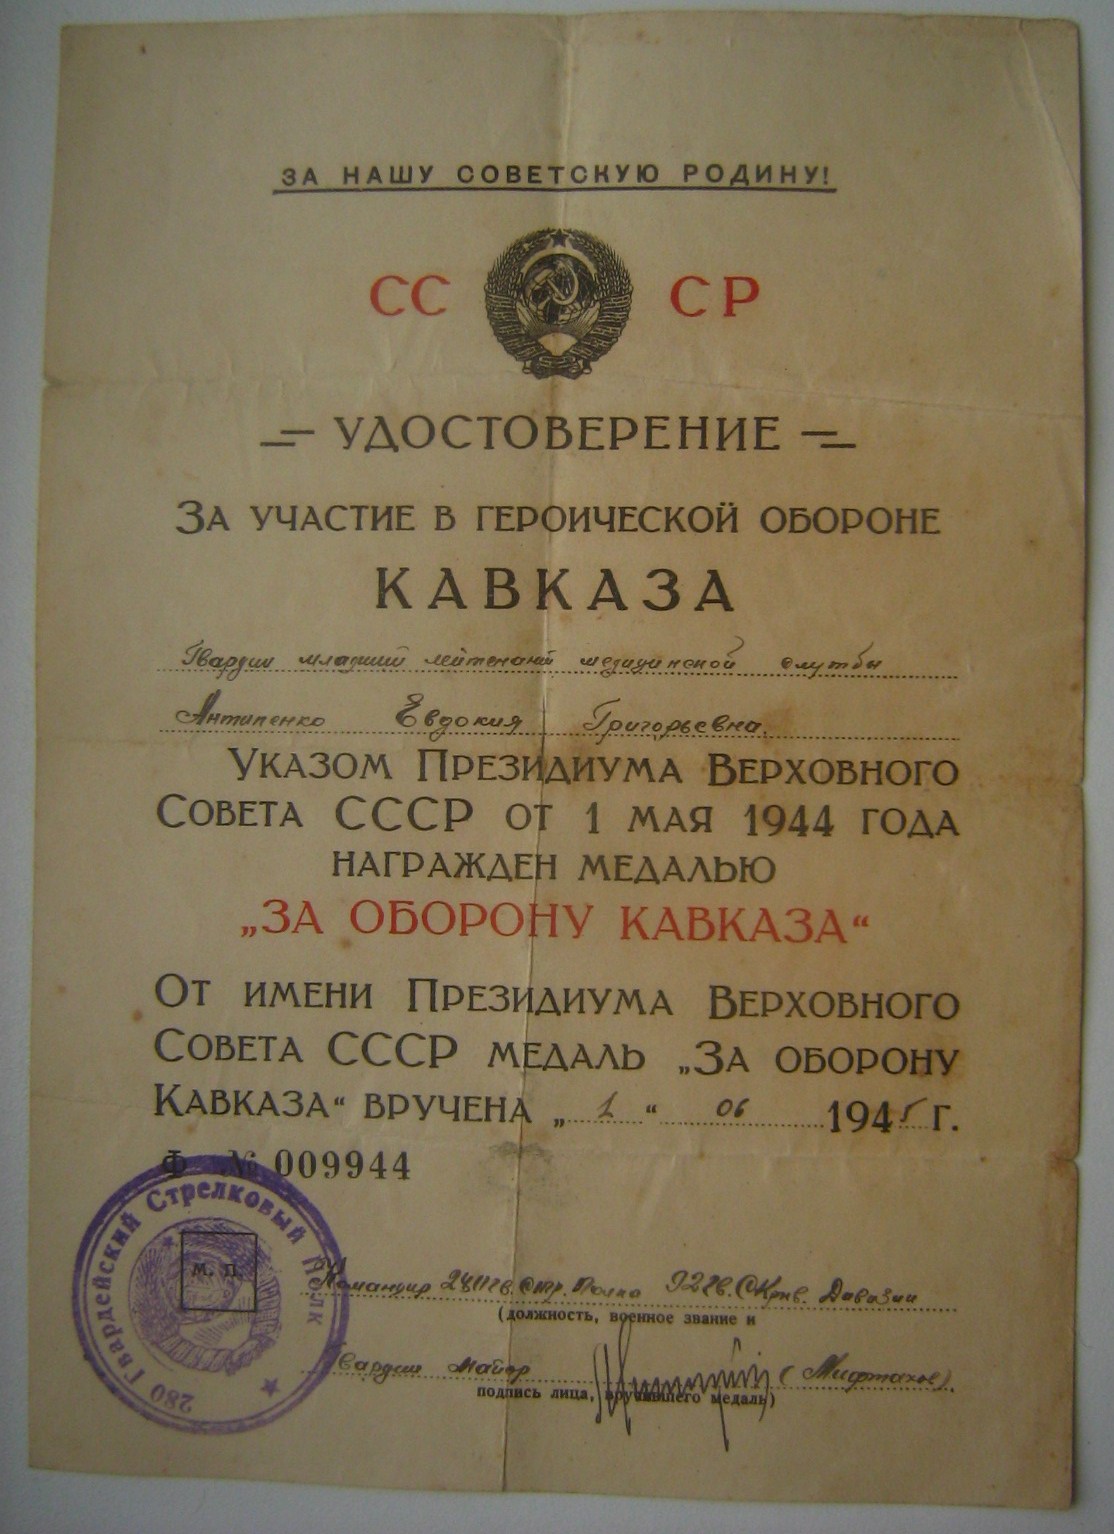 ЗА НАШУ СОВЕТСКУЮ РОДИНУ!
СС СР
УДОСТОВЕРЕНИЕ
ЗА УЧАСТИЕ В ГЕРОИЧЕСКОЙ ОБОРОНЕ
КАВКАЗА
Гвардии младший лейтенант медицинской службы
Антипенко Евдокия Григорьевна.
УКАЗОМ ПРЕЗИДИУМА ВЕРХОВНОГО
СОВЕТА СССР ОТ 1 МАЯ 1944 ГОДА
НАГРАЖДЕН МЕДАЛЬЮ
„ЗА ОБОРОНУ КАВКАЗА“
ОТ ИМЕНИ ПРЕЗИДИУМА ВЕРХОВНОГО
СОВЕТА СССР МЕДАЛЬ „ЗА ОБОРОНУ
КАВКАЗА“ ВРУЧЕНА „1“ 06 1945 Г.
Ф № 009944
280 Гвардейский Стрелковый Полк
М. П.
Командир Гв. Стр. Полка 92 Гв. Дивизии
(должность, военное звание и
Гвардии майор (Мифтахов).
подпись лица, вручившего медаль)